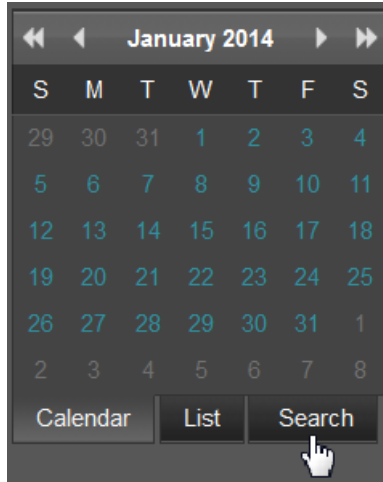 January 2014
S M T W T F S
29 30 31 1 2 3 4
5 6 7 8 9 10 11
12 13 14 15 16 17 18
19 20 21 22 23 24 25
26 27 28 29 30 31 1
2 3 4 5 6 7 8
Calendar List Search